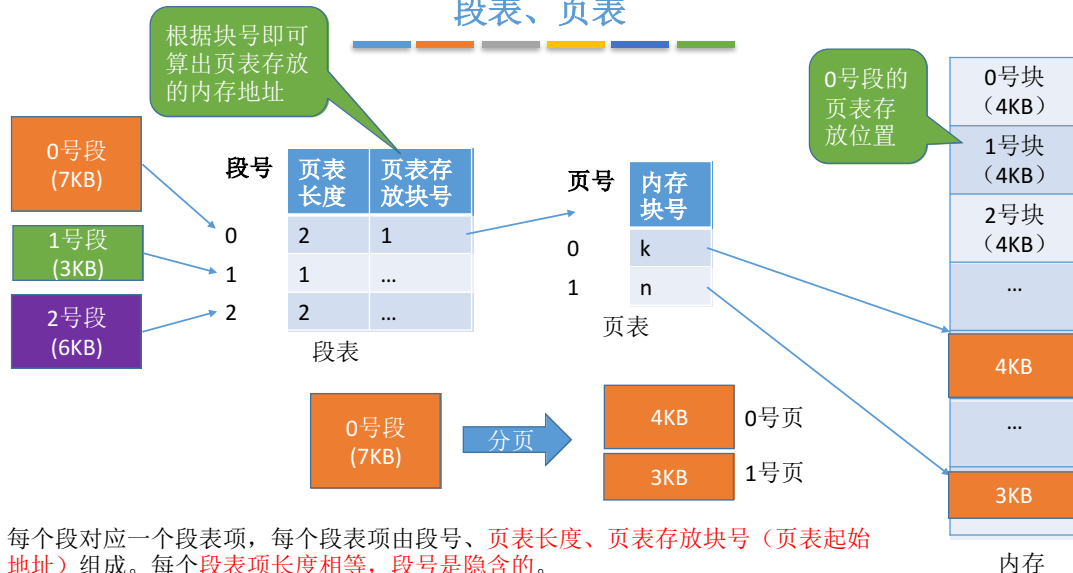 段表、页表
根据块号即可
算出页表存放
的内存地址
0号段
(7KB)
1号段
(3KB)
2号段
(6KB)
段号
页表
长度
页表存
放块号
0
2
1
1
1
…
2
2
…
段表
页号
内存
块号
0
k
1
n
页表
0号段的
页表存
放位置
0号块
（4KB）
1号块
（4KB）
2号块
（4KB）
…
4KB
…
3KB
内存
0号段
(7KB)
分页
4KB
0号页
3KB
1号页
每个段对应一个段表项，每个段表项由段号、页表长度、页表存放块号（页表起始
地址）组成。每个段表项长度相等，段号是隐含的。